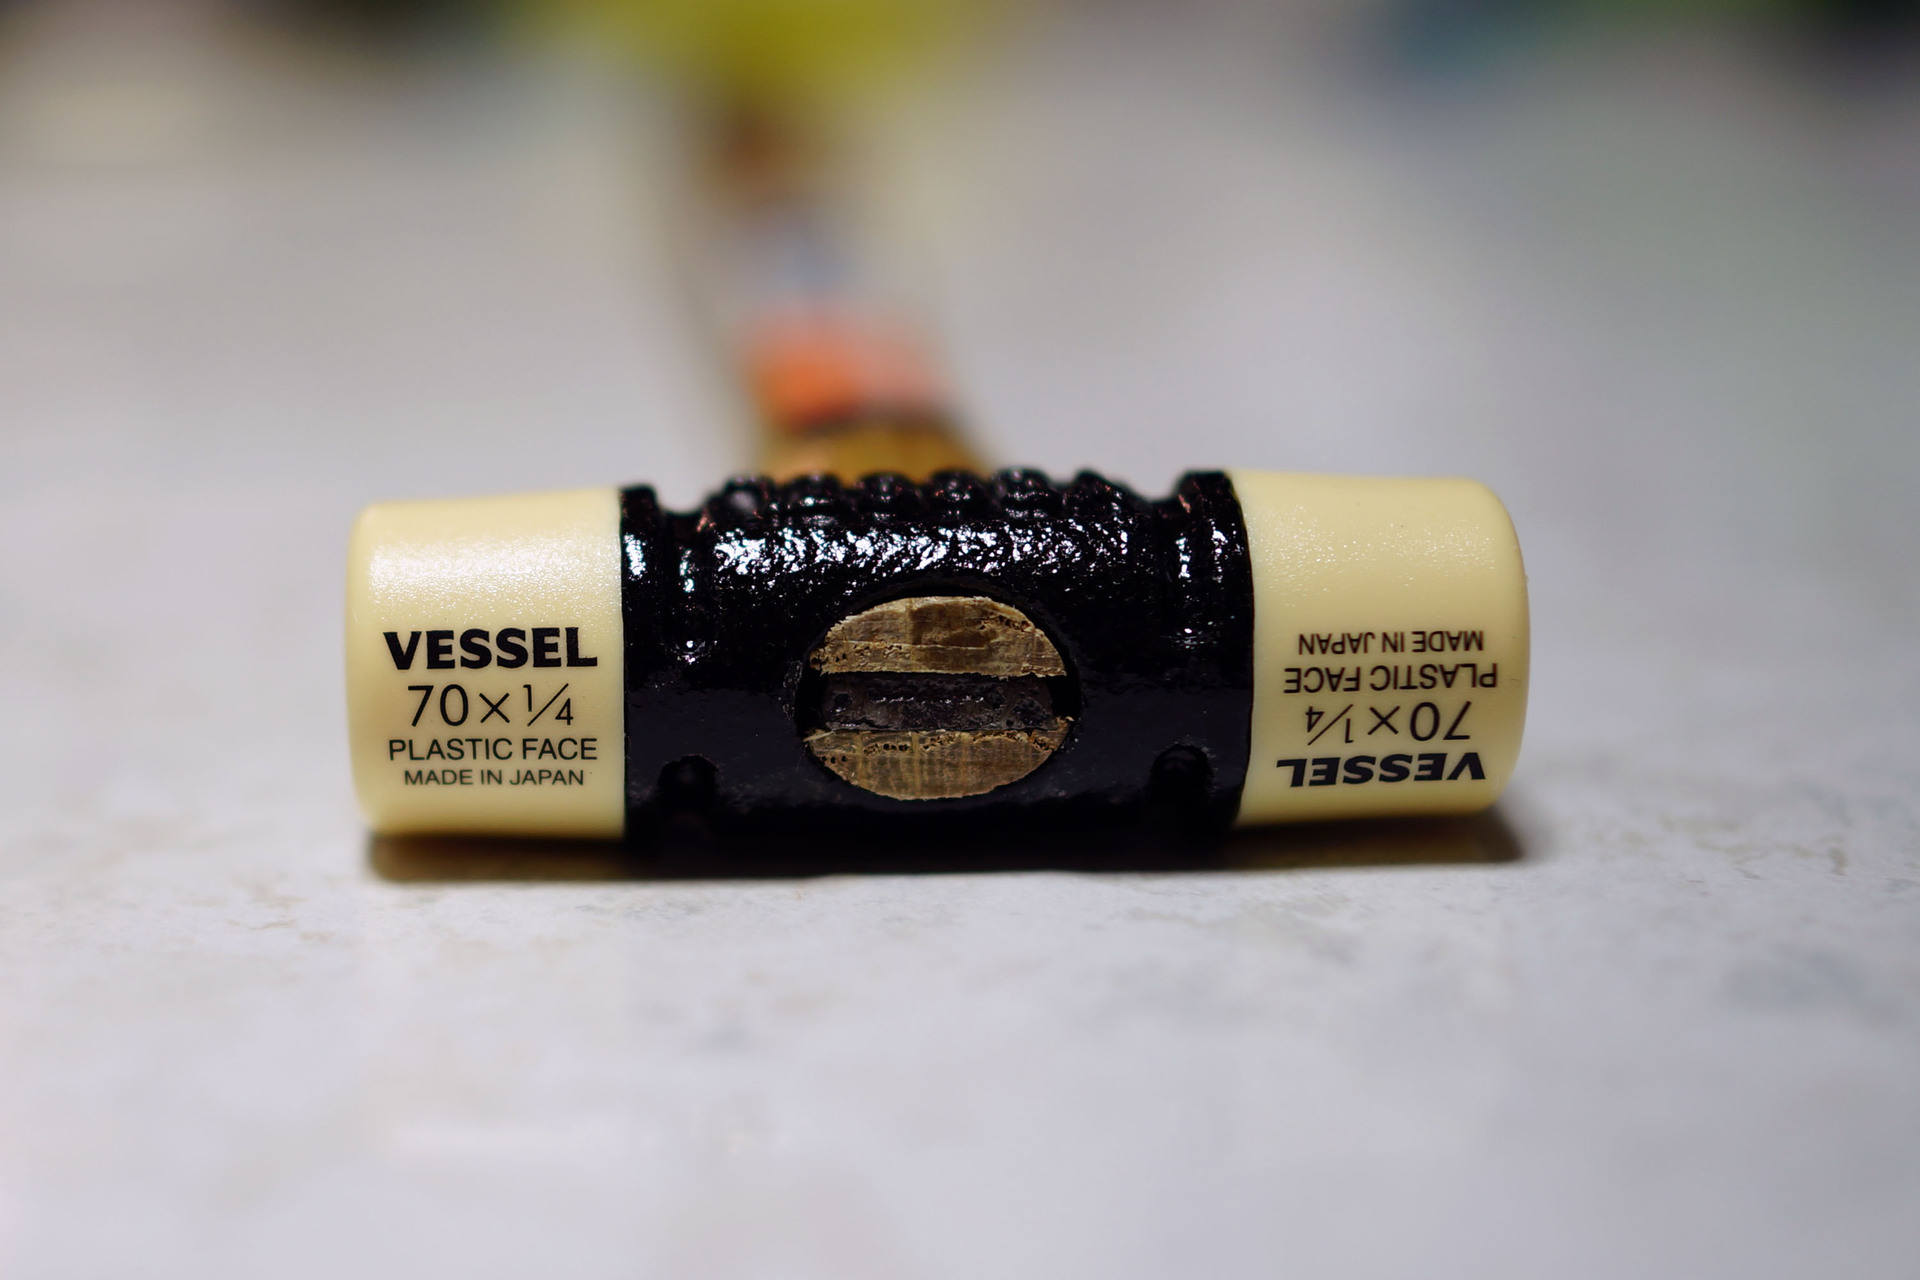 VESSEL
70×1/4
PLASTIC FACE
MADE IN JAPAN
VESSEL
70×1/4
PLASTIC FACE
MADE IN JAPAN